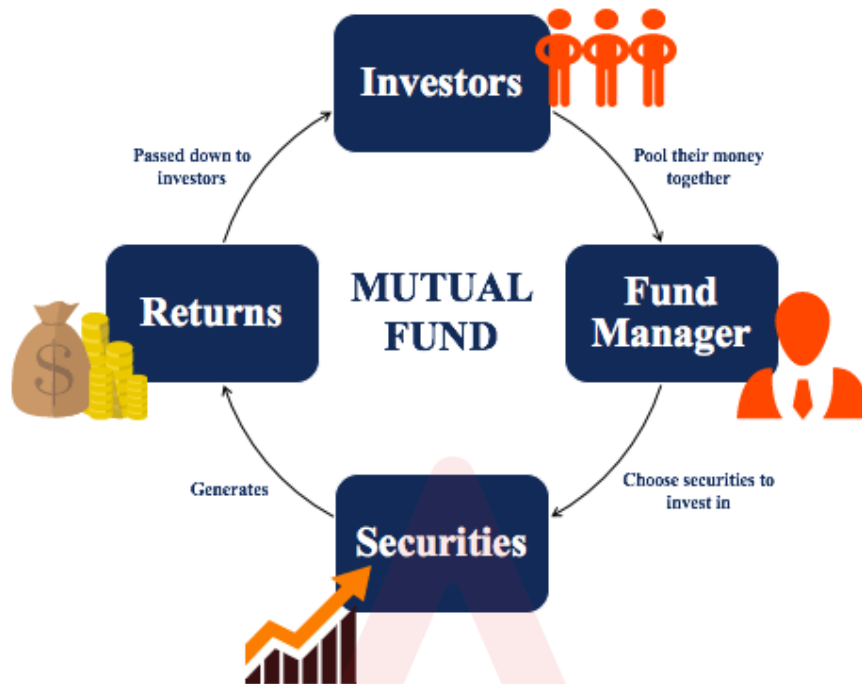 Investors
Passed down to
investors
Pool their money
together
Returns
MUTUAL
FUND
Fund
Manager
$
Generates
Choose securities to
invest in
Securities